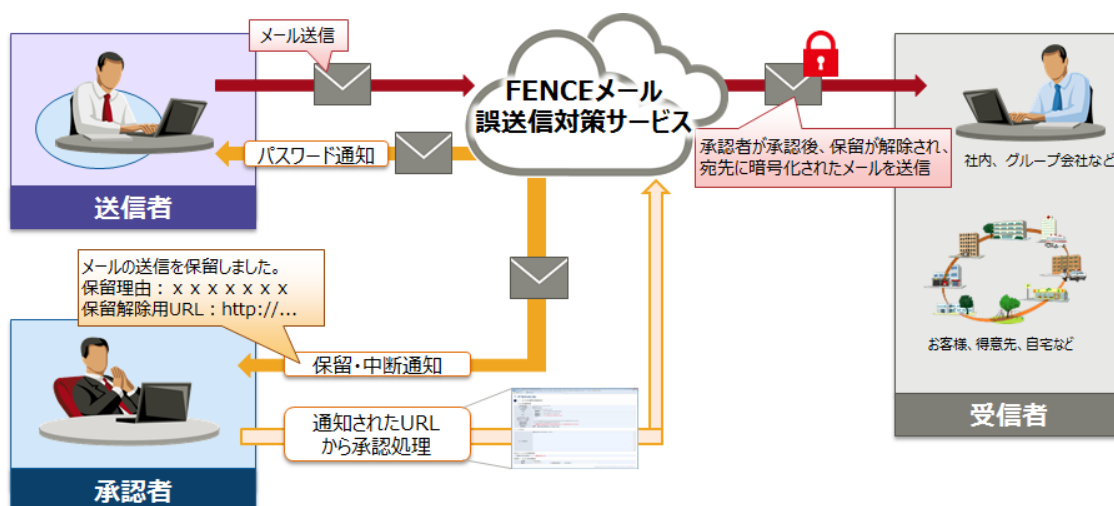 メール送信
FENCEメール
誤送信対策サービス
承認者が承認後、保留が解除され、
宛先に暗号化されたメールを送信
社内、グループ会社など
パスワード通知
送信者
メールの送信を保留しました。
保留理由：ｘｘｘｘｘｘｘ
保留解除用URL：http://...
お客様、得意先、自宅など
保留・中断通知
受信者
通知されたURL
から承認処理
承認者